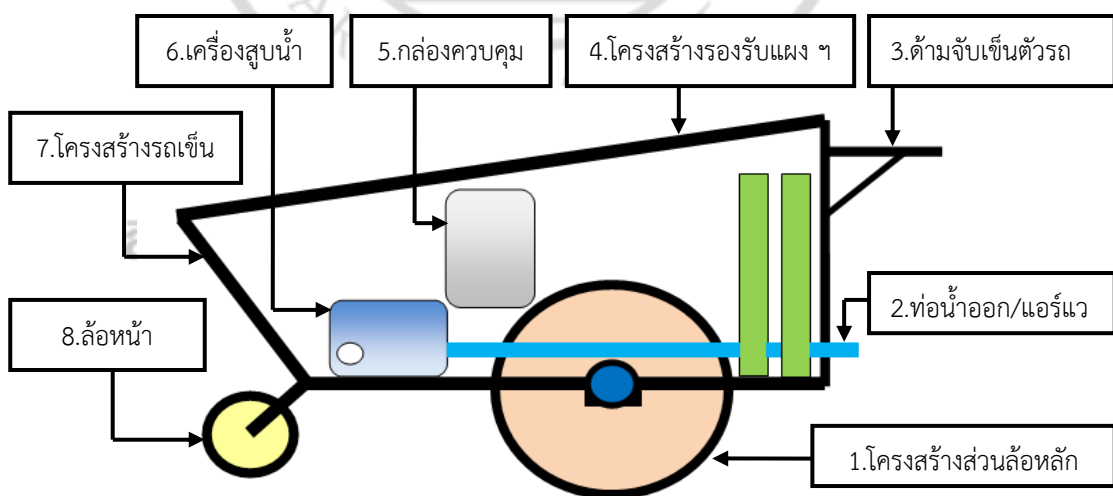 6.เครื่องสูบน้ำ
5.กล่องควบคุม
4.โครงสร้างรองรับแผง ฯ
3.ด้ามจับเข็นตัวรถ
7.โครงสร้างรถเข็น
2.ท่อน้ำออก/แอร์แว
8.ล้อหน้า
1.โครงสร้างส่วนล้อหลัก